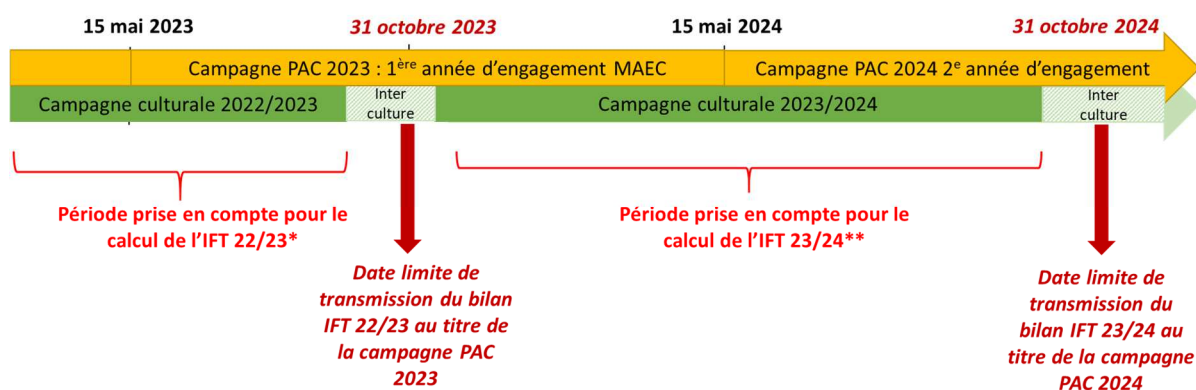 15 mai 2023
31 octobre 2023
15 mai 2024
31 octobre 2024
Campagne PAC 2023 : 1ère année d’engagement MAEC
Campagne PAC 2024 2e année d’engagement
Campagne culturale 2022/2023
Inter
culture
Campagne culturale 2023/2024
Inter
culture
Période prise en compte pour le
calcul de l’IFT 22/23*
Période prise en compte pour le
calcul de l’IFT 23/24**
Date limite de
transmission du bilan
IFT 22/23 au titre de
la campagne PAC
2023
Date limite de
transmission du
bilan IFT 23/24 au
titre de la campagne
PAC 2024